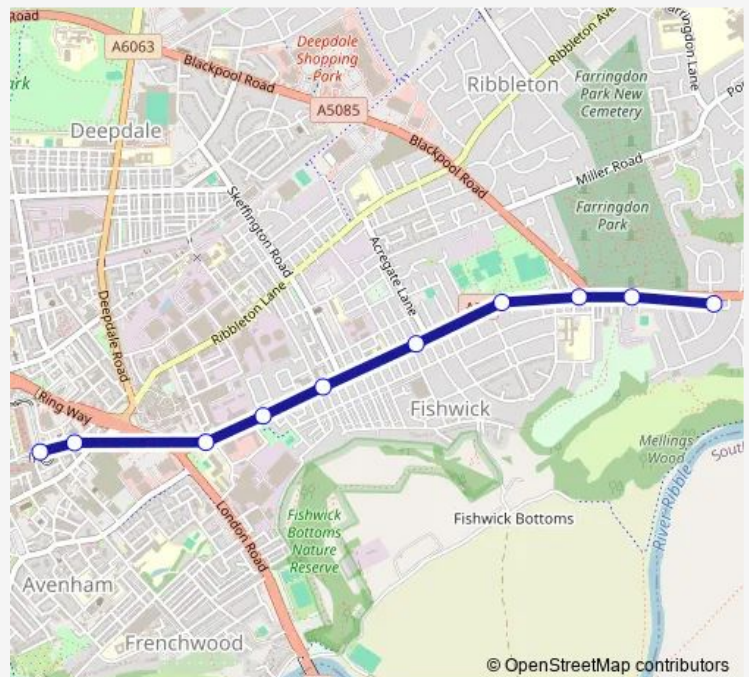 Road
A6063
Blackpool Road
Deepdale
Shopping
Park
A5085
Ribbleton Ave
Ribbleton
Farringdon Lane
Farringdon
Park New
Cemetery
Deepdale
Blackpool Road
Miller Road
Skeffington Road
Acregate Lane
Farringdon
Park
Deepdale Road
Ribbleton Lane
Ring Way
Fishwick
Mellings
Wood
River Ribble
London Road
Fishwick
Bottoms
Nature
Reserve
Fishwick Bottoms
Avenham
Frenchwood
© OpenStreetMap contributors